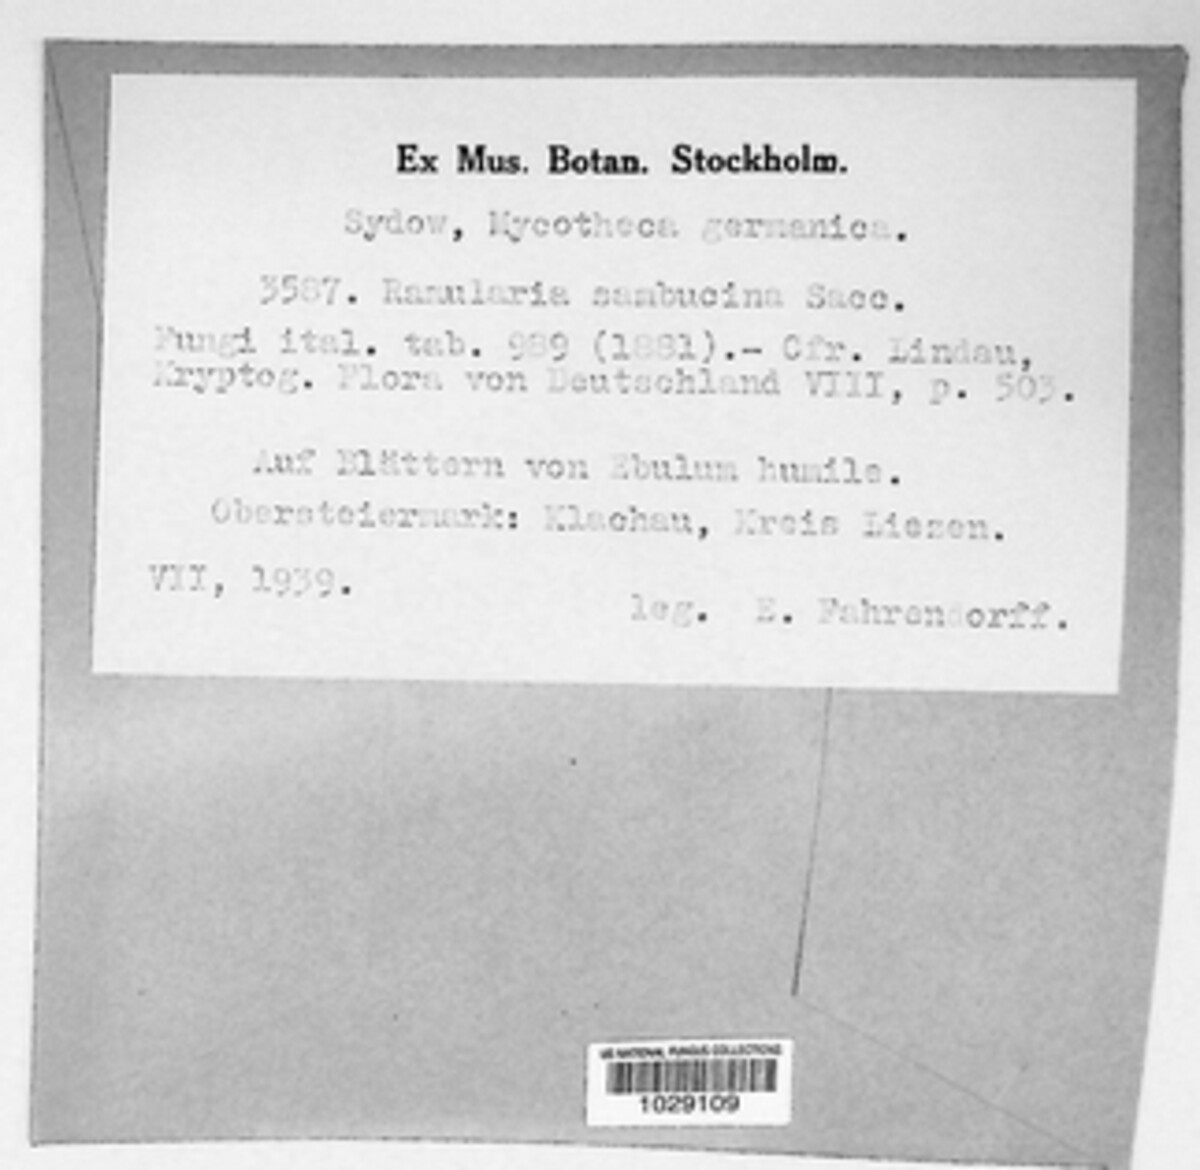 Ex Mus. Botan. Stockholm.
Sydow, Mycotheca germanica.
3587. Ramularia sambucina Sacc.
Fungi ital. tab. 989 (1881).- Cfr. Lindau,
Kryptog. Flora von Deutschland VIII, p. 503.
Auf Blättern von Ebulum humile.
Obersteiermark: Klachau, Kreis Liezen.
VII, 1939.
leg. E. Fahrendorff.
US NATIONAL FUNGUS COLLECTIONS
1029109